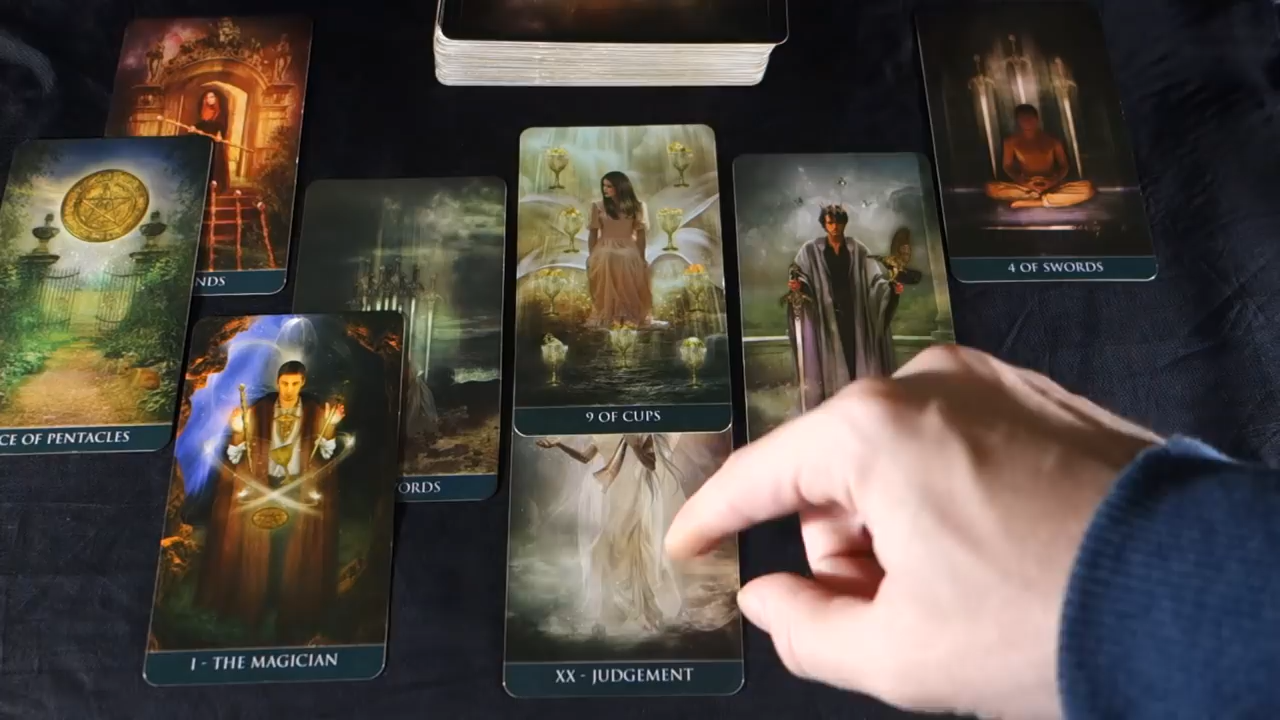 NDS
4 OF SWORDS
9 OF CUPS
CE OF PENTACLES
ORDS
I - THE MAGICIAN
XX - JUDGEMENT